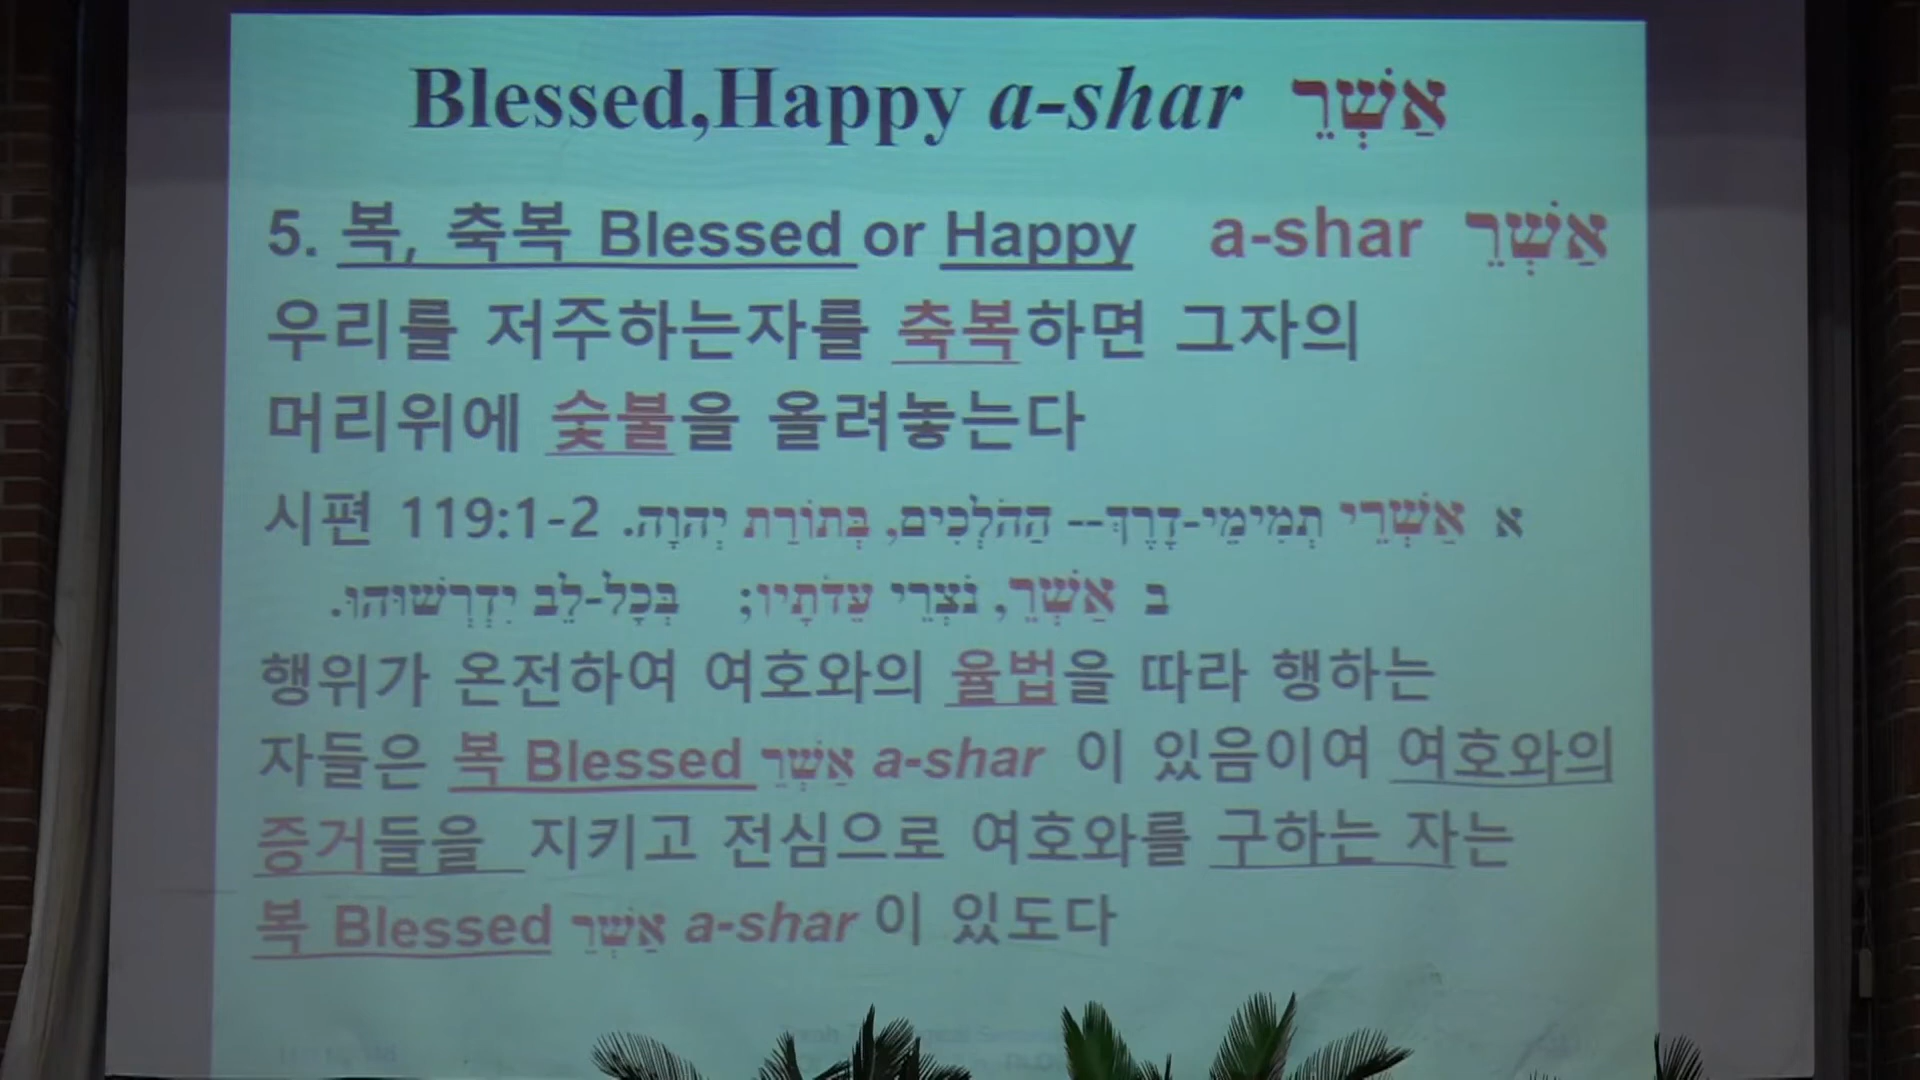 Blessed,Happy a-shar אַשְׁרֵ
5. 복, 축복 Blessed or Happy a-shar אַשְׁרֵ
우리를 저주하는자를 축복하면 그자의
머리위에 숯불을 올려놓는다
시편 119:1-2 א אַשְׁרֵי תְמִימֵי-דָרֶךְ-- הַהֹלְכִים, בְּתוֹרַת יְהוָה.
ב אַשְׁרֵ, נֹצְרֵי עֵדֹתָיו; בְּכָל-לֵב יִדְרְשׁוּהוּ.
행위가 온전하여 여호와의 율법을 따라 행하는
자들은 복 Blessed אַשְׁרֵ a-shar 이 있음이여 여호와의
증거들을 지키고 전심으로 여호와를 구하는 자는
복 Blessed אַשְׁרֵ a-shar 이 있도다